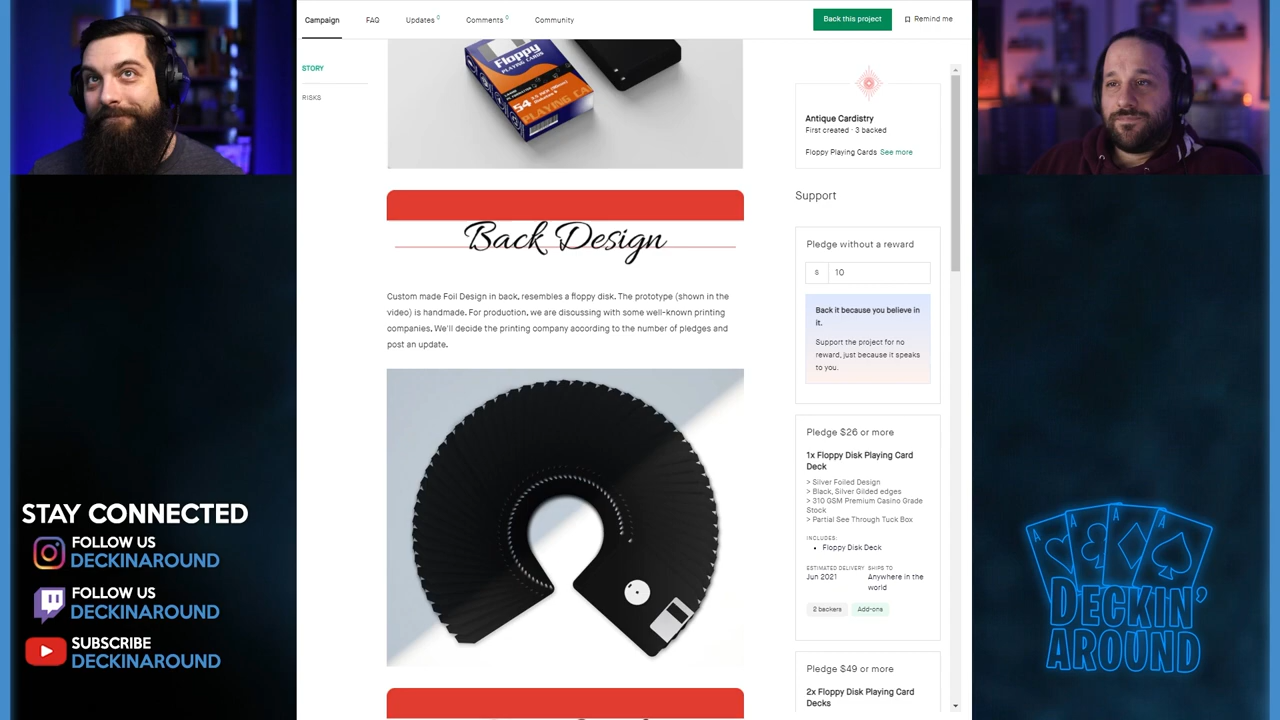 Campaign
FAQ
Updates 0
Comments 0
Community
Back this project
Remind me
STORY
RISKS
Floppy
PLAYING CARDS
54
PLAYING CA
Antique Cardistry
First created · 3 backed
Floppy Playing Cards See more
Back Design
Custom made Foil Design in back, resembles a floppy disk. The prototype (shown in the
video) is handmade. For production, we are discussing with some well-known printing
companies. We'll decide the printing company according to the number of pledges and
post an update.
Support
Pledge without a reward
$ 10
Back it because you believe in
it.
Support the project for no
reward, just because it speaks
to you.
Pledge $26 or more
1x Floppy Disk Playing Card
Deck
> Silver Foiled Design
> Black, Silver Gilded edges
> 310 GSM Premium Casino Grade
Stock
> Partial See Through Tuck Box
INCLUDES:
• Floppy Disk Deck
ESTIMATED DELIVERY SHIPS TO
Jun 2021 Anywhere in the
world
2 backers Add-ons
Pledge $49 or more
2x Floppy Disk Playing Card
Decks
STAY CONNECTED
FOLLOW US
DECKINAROUND
FOLLOW US
DECKINAROUND
SUBSCRIBE
DECKINAROUND
A A A A
DECKIN'
AROUND